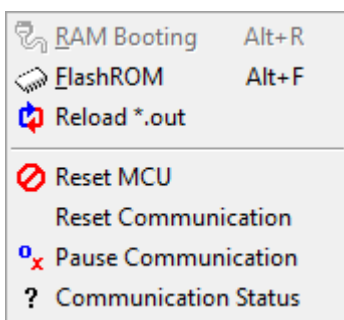 RAM Booting Alt+R
FlashROM Alt+F
Reload *.out
Reset MCU
Reset Communication
Pause Communication
? Communication Status